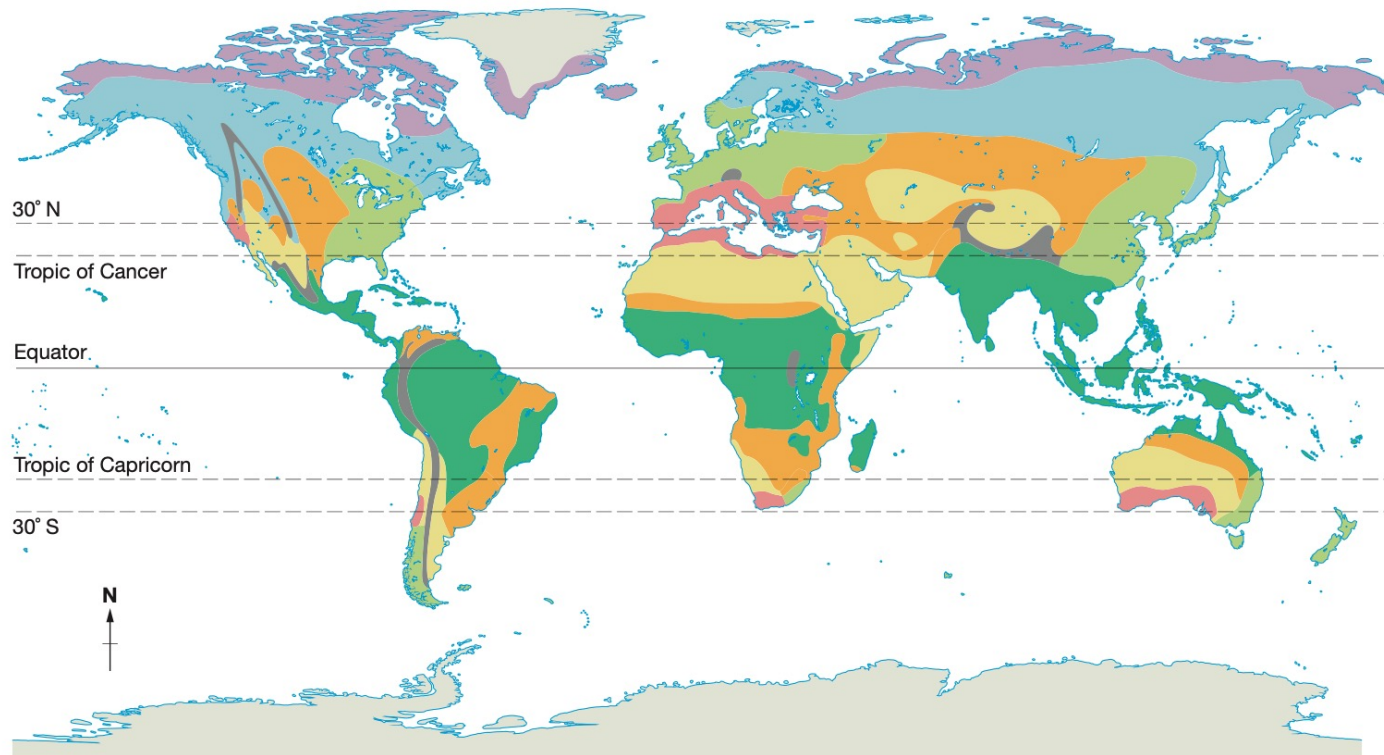 30° N
Tropic of Cancer
Equator
Tropic of Capricorn
30° S
N